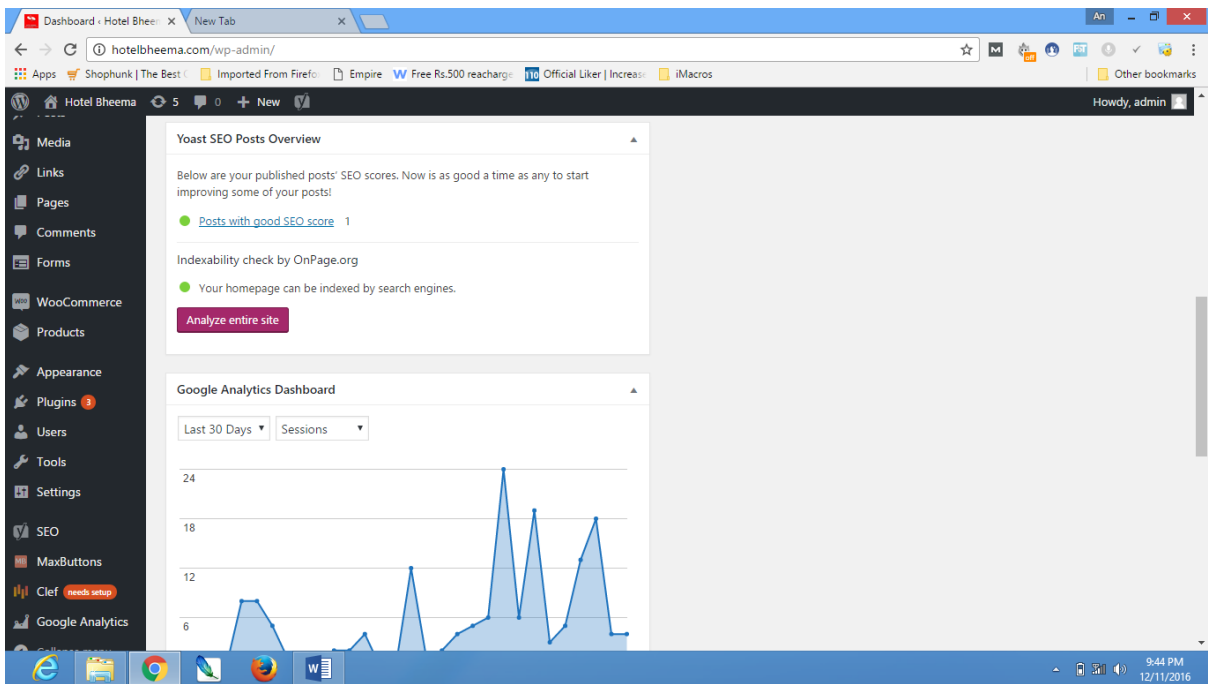 Dashboard ‹ Hotel Bheem
New Tab
An
hotelbheema.com/wp-admin/
Apps Shophunk | The Best Imported From Firefo Empire Free Rs.500 reacharge Official Liker | Increase iMacros Other bookmarks
Hotel Bheema 5 0 + New Howdy, admin
Media
Links
Pages
Comments
Forms
WooCommerce
Products
Appearance
Plugins 3
Users
Tools
Settings
SEO
MaxButtons
Clef needs setup
Google Analytics
Collapse menu
Yoast SEO Posts Overview
Below are your published posts' SEO scores. Now is as good a time as any to start
improving some of your posts!
Posts with good SEO score 1
Indexability check by OnPage.org
Your homepage can be indexed by search engines.
Analyze entire site
Google Analytics Dashboard
Last 30 Days Sessions
24
18
12
6
9:44 PM
12/11/2016